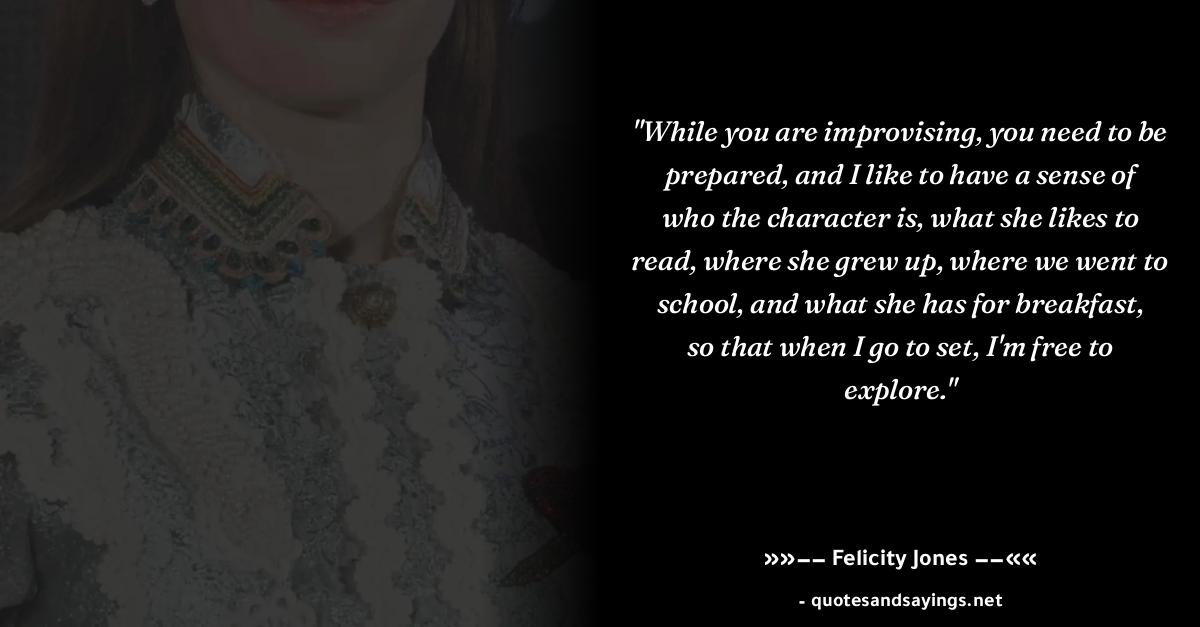 "While you are improvising, you need to be
prepared, and I like to have a sense of
who the character is, what she likes to
read, where she grew up, where we went to
school, and what she has for breakfast,
so that when I go to set, I'm free to
explore."
»»−− Felicity Jones −−««
- quotesandsayings.net